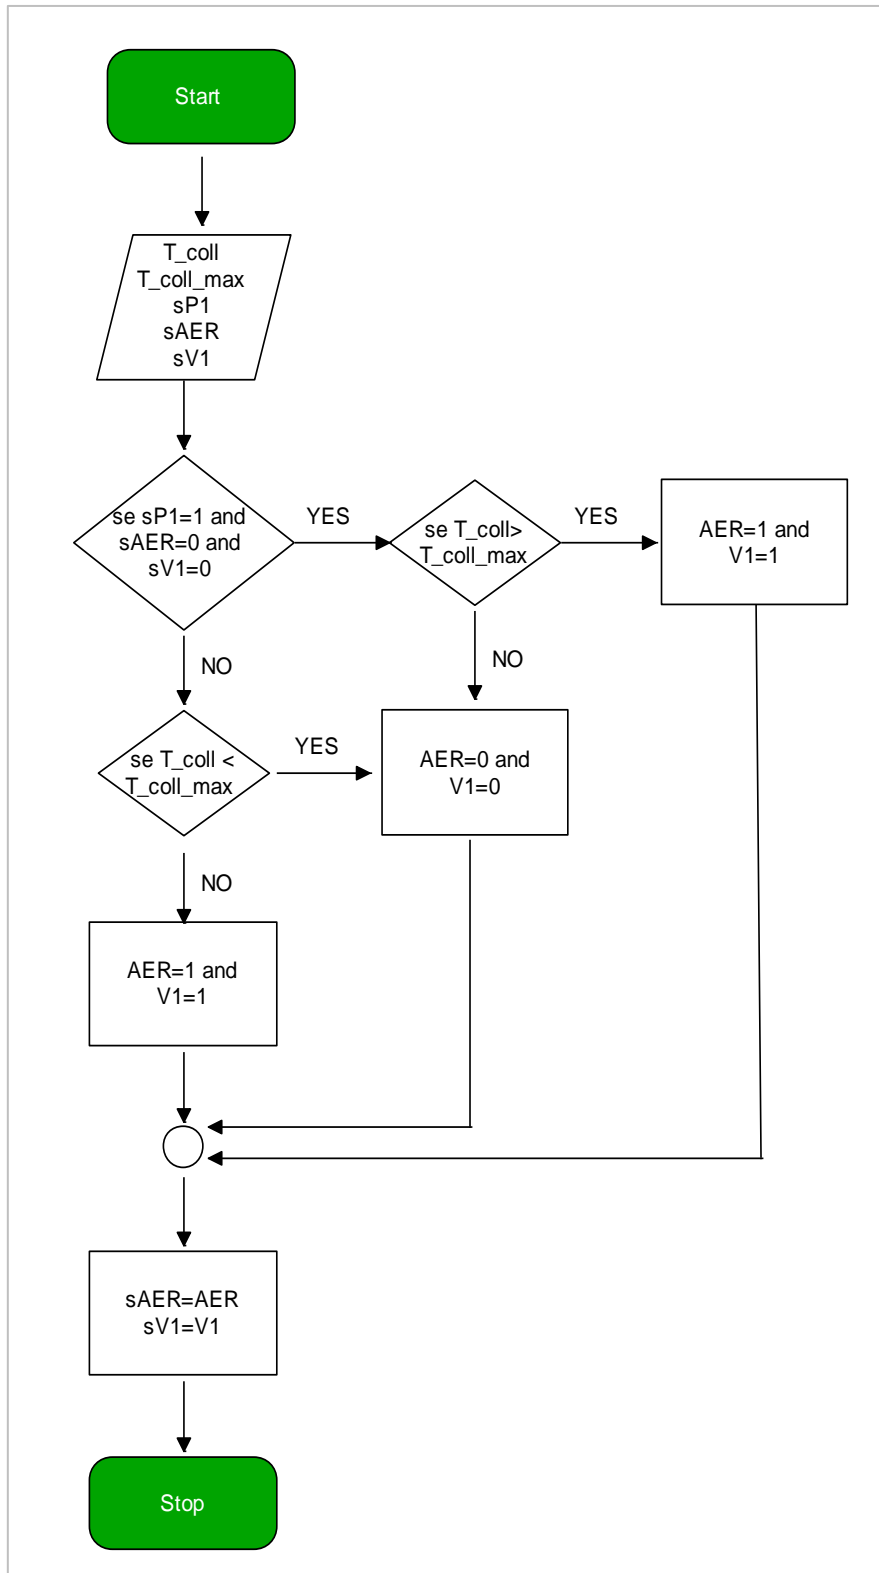 Start
T_coll
T_coll_max
sP1
sAER
sV1
se sP1=1 and
sAER=0 and
sV1=0
YES
se T_coll>
T_coll_max
YES
AER=1 and
V1=1
NO
NO
se T_coll <
T_coll_max
YES
AER=0 and
V1=0
NO
AER=1 and
V1=1
sAER=AER
sV1=V1
Stop